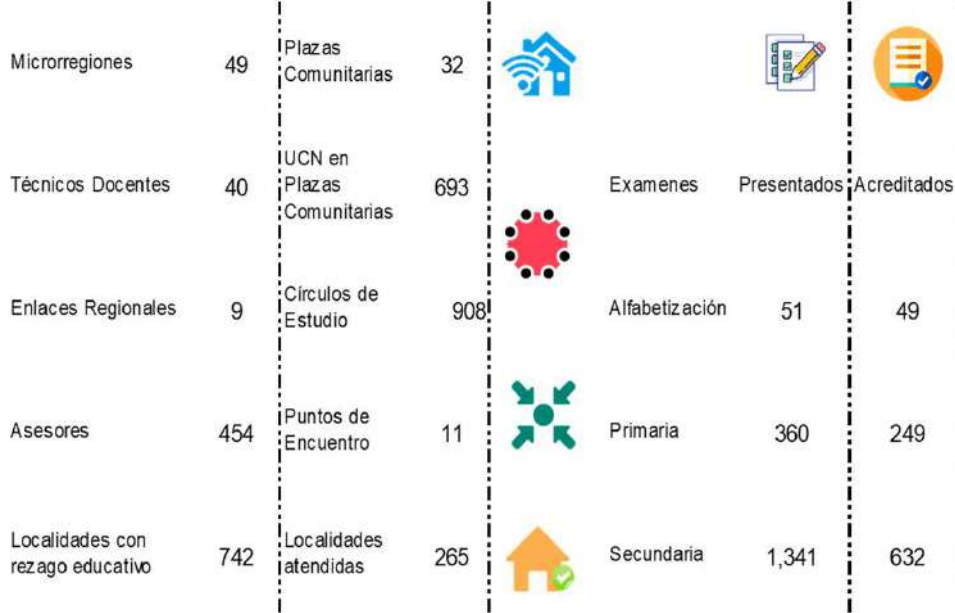 Microrregiones 49
Plazas
Comunitarias 32
Técnicos Docentes 40
UCN en
Plazas
Comunitarias 693
Examenes Presentados Acreditados
Enlaces Regionales 9
Círculos de
Estudio 908
Alfabetización 51 49
Asesores 454
Puntos de
Encuentro 11
Primaria 360 249
Localidades con
rezago educativo 742
Localidades
atendidas 265
Secundaria 1,341 632